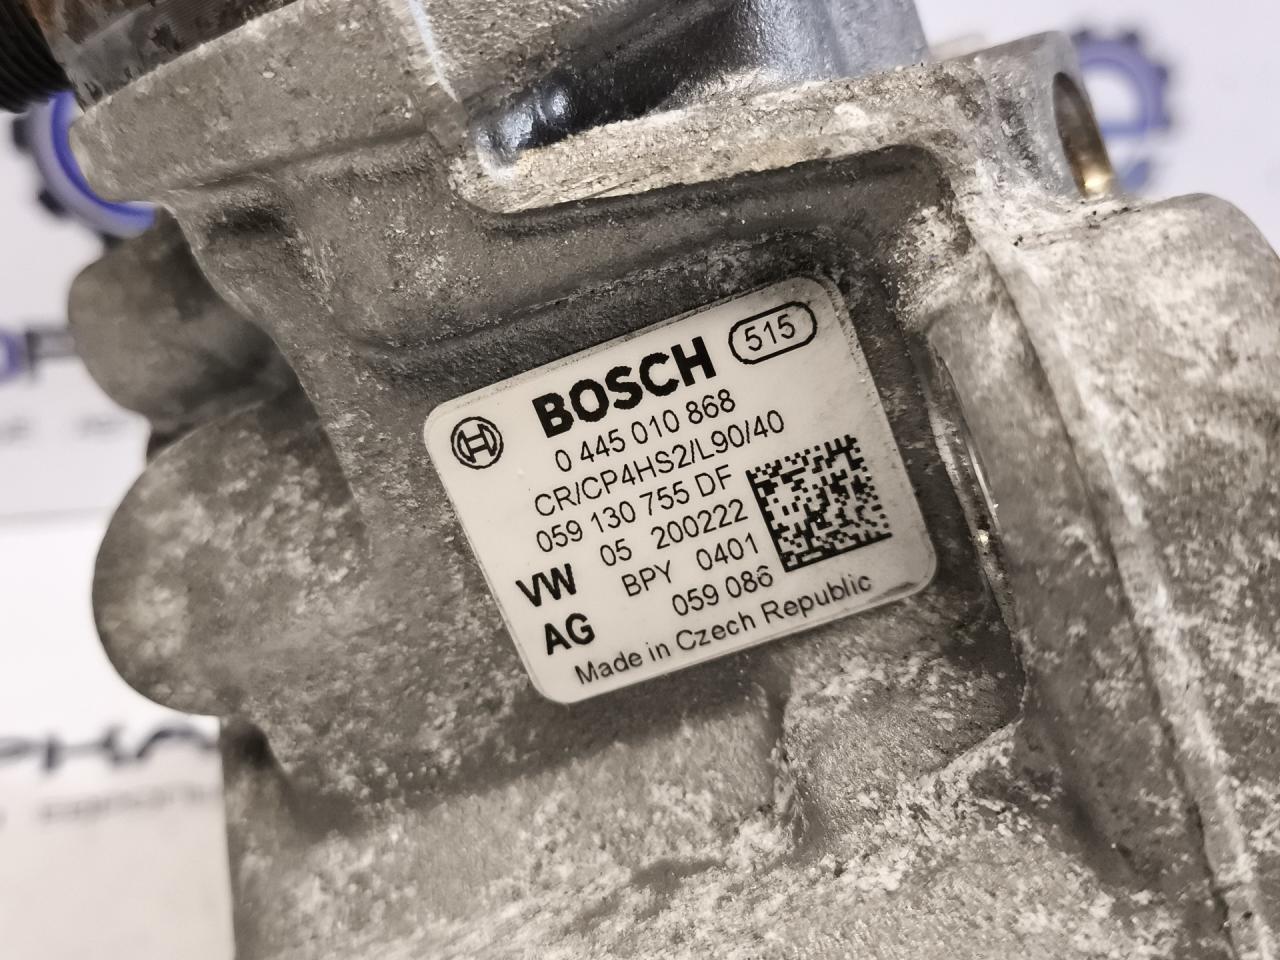 BOSCH 515
0 445 010 868
CR/CP4HS2/L90/40
059 130 755 DF
VW 05 200222
BPY 0401
AG 059 086
Made in Czech Republic